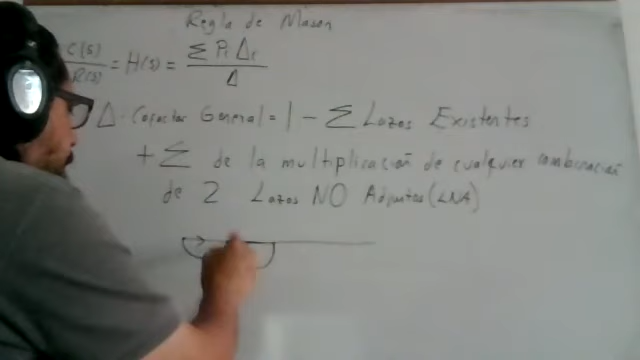 Regla de Mason
C(s)/R(s) = H(s) = Σ Pi Δi / Δ
Δ · Cofactor General = 1 - Σ Lazos Existentes
+ Σ de la multiplicación de cualquier combinación
de 2 Lazos NO Adjuntos (LNA)